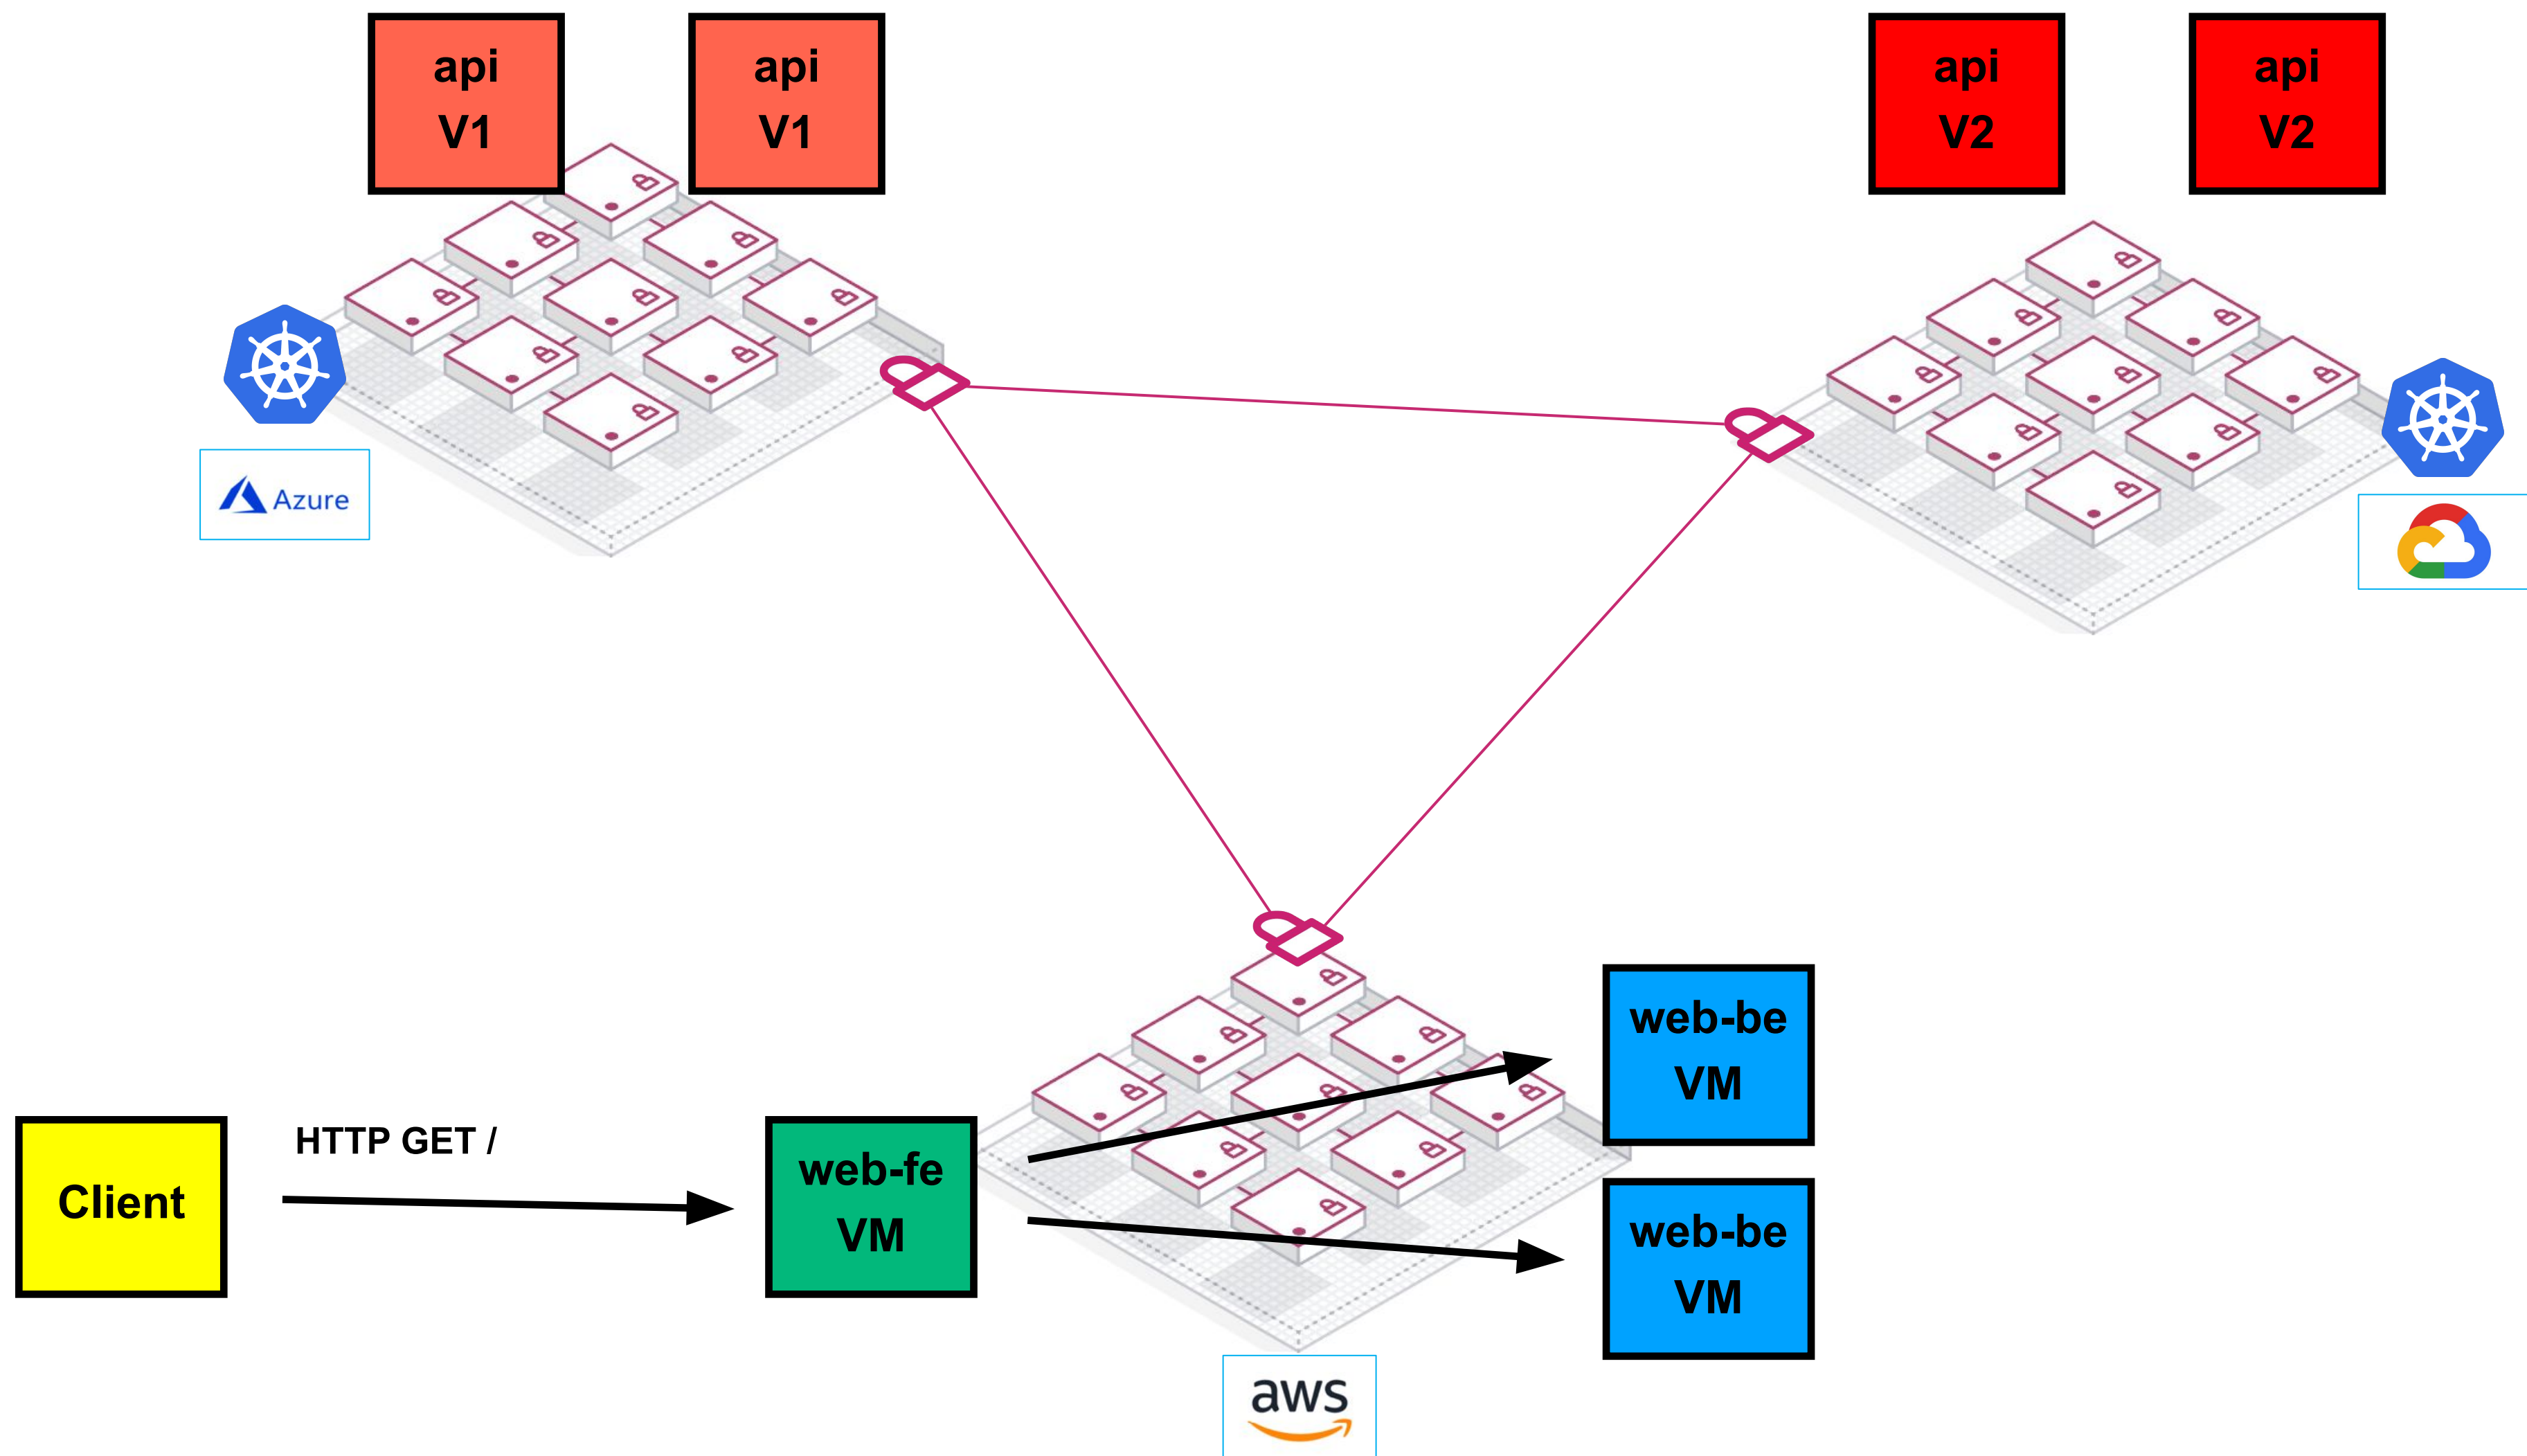 api
V1
api
V1
api
V2
api
V2
Azure
HTTP GET /
Client
web-fe
VM
web-be
VM
web-be
VM
aws